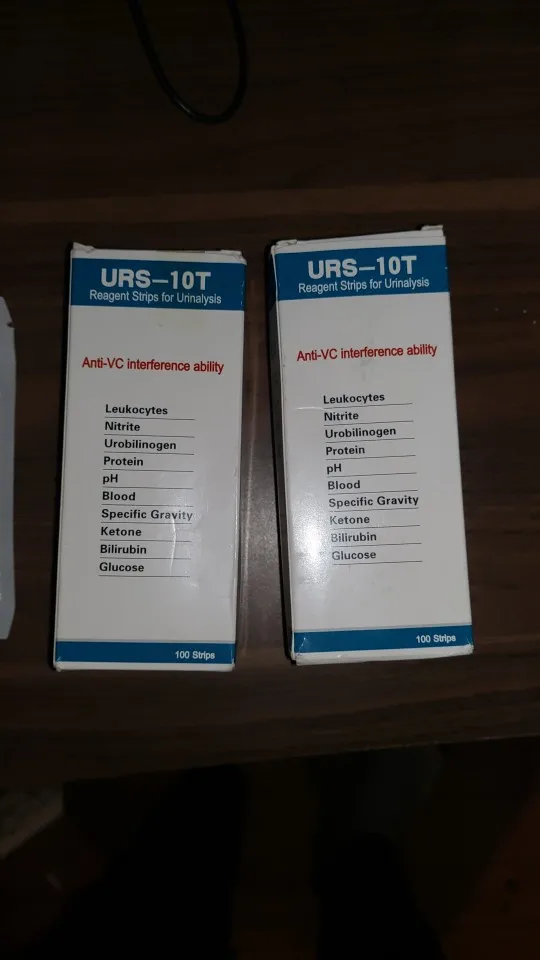 URS-10T
Reagent Strips for Urinalysis
Anti-VC interference ability
Leukocytes
Nitrite
Urobilinogen
Protein
pH
Blood
Specific Gravity
Ketone
Bilirubin
Glucose
100 Strips
URS-10T
Reagent Strips for Urinalysis
Anti-VC interference ability
Leukocytes
Nitrite
Urobilinogen
Protein
pH
Blood
Specific Gravity
Ketone
Bilirubin
Glucose
100 Strips